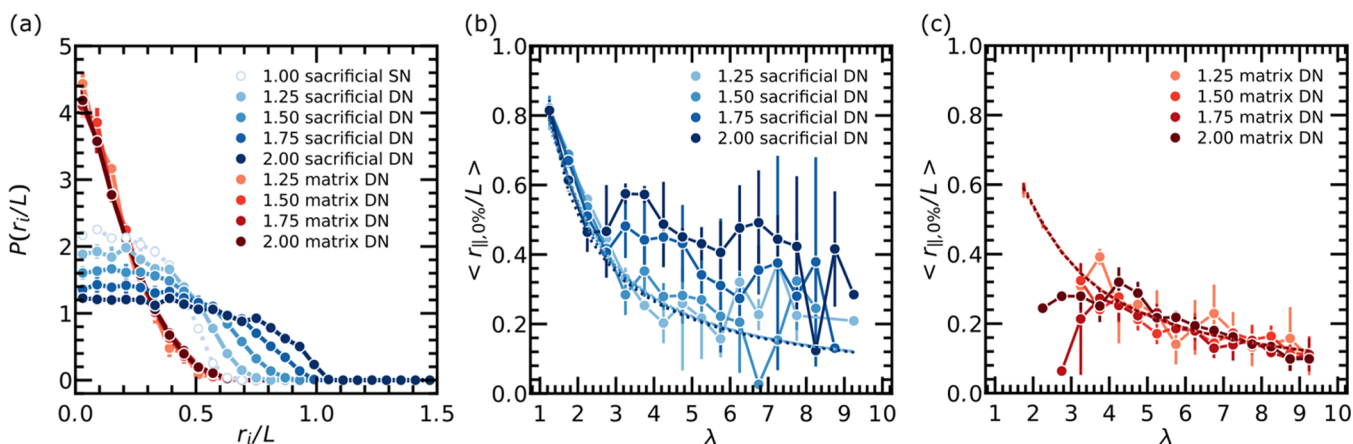 (a)
5
4
3
2
1
0
P(r_i/L)
0.0 0.5 1.0 1.5
r_i/L
1.00 sacrificial SN
1.25 sacrificial DN
1.50 sacrificial DN
1.75 sacrificial DN
2.00 sacrificial DN
1.25 matrix DN
1.50 matrix DN
1.75 matrix DN
2.00 matrix DN
(b)
1.0
0.8
0.6
0.4
0.2
0.0
< r_{||,0%}/L >
1 2 3 4 5 6 7 8 9 10
λ
1.25 sacrificial DN
1.50 sacrificial DN
1.75 sacrificial DN
2.00 sacrificial DN
(c)
1.0
0.8
0.6
0.4
0.2
0.0
< r_{||,0%}/L >
1 2 3 4 5 6 7 8 9 10
λ
1.25 matrix DN
1.50 matrix DN
1.75 matrix DN
2.00 matrix DN